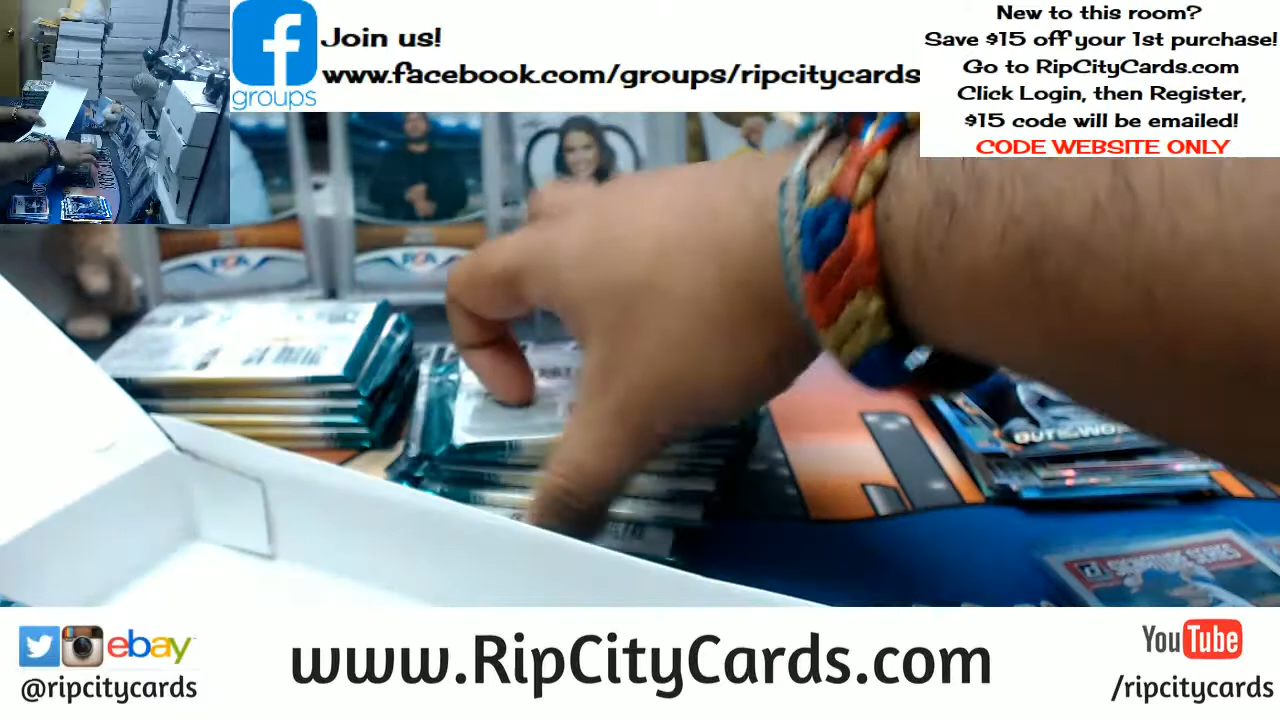 Join us!
www.facebook.com/groups/ripcitycards
f
groups
New to this room?
Save $15 off your 1st purchase!
Go to RipCityCards.com
Click Login, then Register,
$15 code will be emailed!
CODE WEBSITE ONLY
OUT OF THIS WORLD
SIGNATURE SERIES
ebay
@ripcitycards
www.RipCityCards.com
YouTube
/ripcitycards